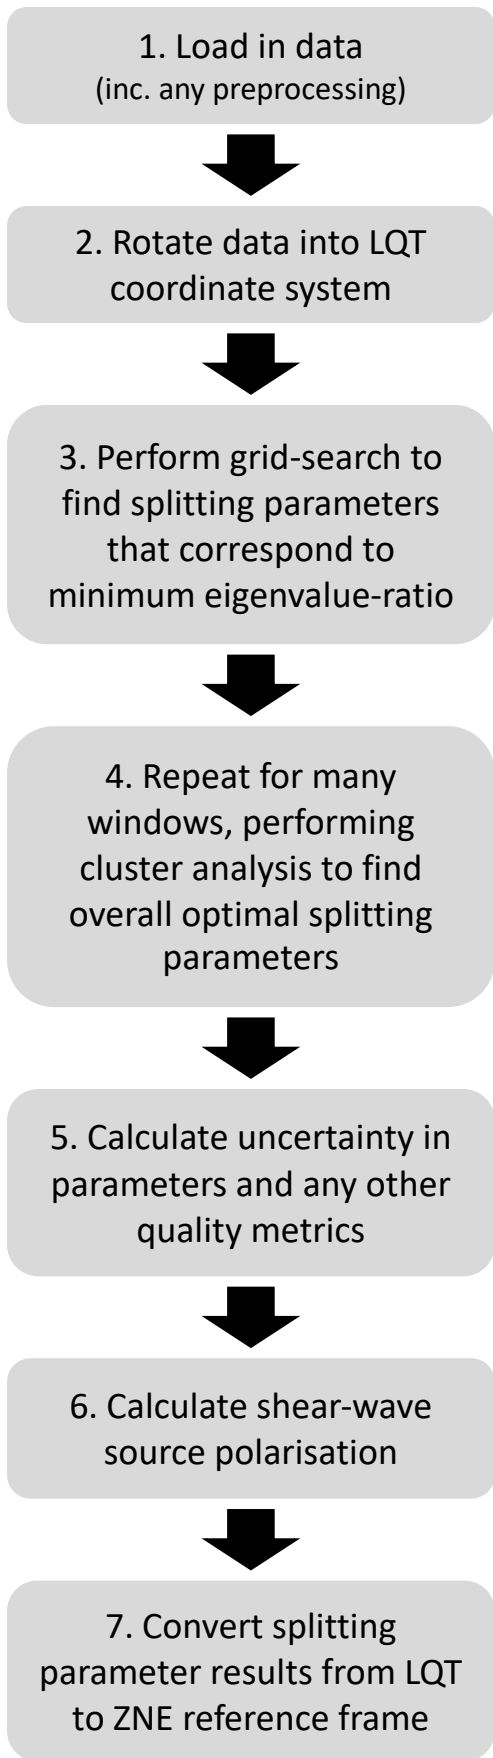 1. Load in data
(inc. any preprocessing)
2. Rotate data into LQT
coordinate system
3. Perform grid-search to
find splitting parameters
that correspond to
minimum eigenvalue-ratio
4. Repeat for many
windows, performing
cluster analysis to find
overall optimal splitting
parameters
5. Calculate uncertainty in
parameters and any other
quality metrics
6. Calculate shear-wave
source polarisation
7. Convert splitting
parameter results from LQT
to ZNE reference frame